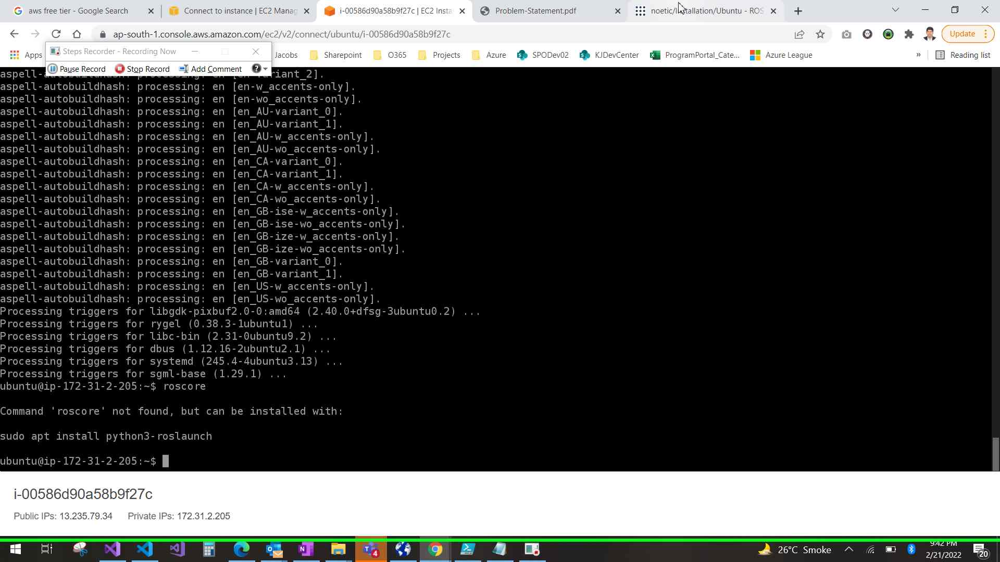 aws free tier - Google Search
Connect to instance | EC2 Manag
i-00586d90a58b9f27c | EC2 Insta
Problem-Statement.pdf
noetic/Installation/Ubuntu - ROS
ap-south-1.console.aws.amazon.com/ec2/v2/connect/ubuntu/i-00586d90a58b9f27c
Update
Apps
Steps Recorder - Recording Now
Jacobs
Sharepoint
O365
Projects
Azure
SPODev02
KJDevCenter
ProgramPortal_Cate...
Azure League
»
Reading list
Pause Record
Stop Record
Add Comment
aspell-autobuildhash: processing: en [en-variant_2].
aspell-autobuildhash: processing: en [en-w_accents-only].
aspell-autobuildhash: processing: en [en-wo_accents-only].
aspell-autobuildhash: processing: en [en_AU-variant_0].
aspell-autobuildhash: processing: en [en_AU-variant_1].
aspell-autobuildhash: processing: en [en_AU-w_accents-only].
aspell-autobuildhash: processing: en [en_AU-wo_accents-only].
aspell-autobuildhash: processing: en [en_CA-variant_0].
aspell-autobuildhash: processing: en [en_CA-variant_1].
aspell-autobuildhash: processing: en [en_CA-w_accents-only].
aspell-autobuildhash: processing: en [en_CA-wo_accents-only].
aspell-autobuildhash: processing: en [en_GB-ise-w_accents-only].
aspell-autobuildhash: processing: en [en_GB-ise-wo_accents-only].
aspell-autobuildhash: processing: en [en_GB-ize-w_accents-only].
aspell-autobuildhash: processing: en [en_GB-ize-wo_accents-only].
aspell-autobuildhash: processing: en [en_GB-variant_0].
aspell-autobuildhash: processing: en [en_GB-variant_1].
aspell-autobuildhash: processing: en [en_US-w_accents-only].
aspell-autobuildhash: processing: en [en_US-wo_accents-only].
Processing triggers for libgdk-pixbuf2.0-0:amd64 (2.40.0+dfsg-3ubuntu0.2) ...
Processing triggers for rygel (0.38.3-1ubuntu1) ...
Processing triggers for libc-bin (2.31-0ubuntu9.2) ...
Processing triggers for dbus (1.12.16-2ubuntu2.1) ...
Processing triggers for systemd (245.4-4ubuntu3.13) ...
Processing triggers for sgml-base (1.29.1) ...
ubuntu@ip-172-31-2-205:~$ roscore
Command 'roscore' not found, but can be installed with:
sudo apt install python3-roslaunch
ubuntu@ip-172-31-2-205:~$
i-00586d90a58b9f27c
Public IPs: 13.235.79.34 Private IPs: 172.31.2.205
4
26°C Smoke
9:42 PM
2/21/2022
20